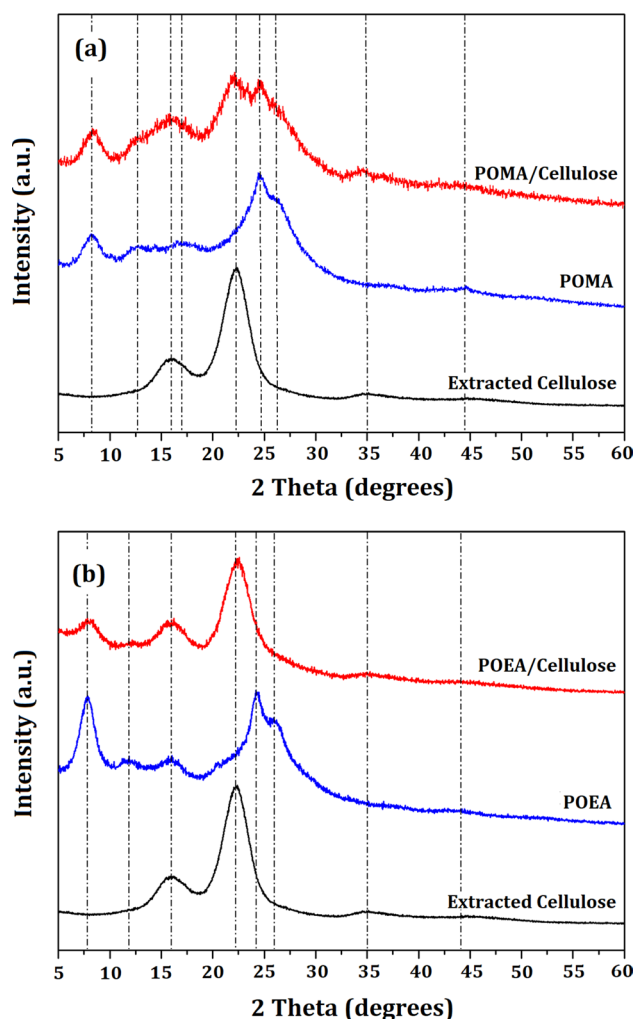 (a)
POMA/Cellulose
POMA
Extracted Cellulose
Intensity (a.u.)
5 10 15 20 25 30 35 40 45 50 55 60
2 Theta (degrees)
(b)
POEA/Cellulose
POEA
Extracted Cellulose
Intensity (a.u.)
5 10 15 20 25 30 35 40 45 50 55 60
2 Theta (degrees)